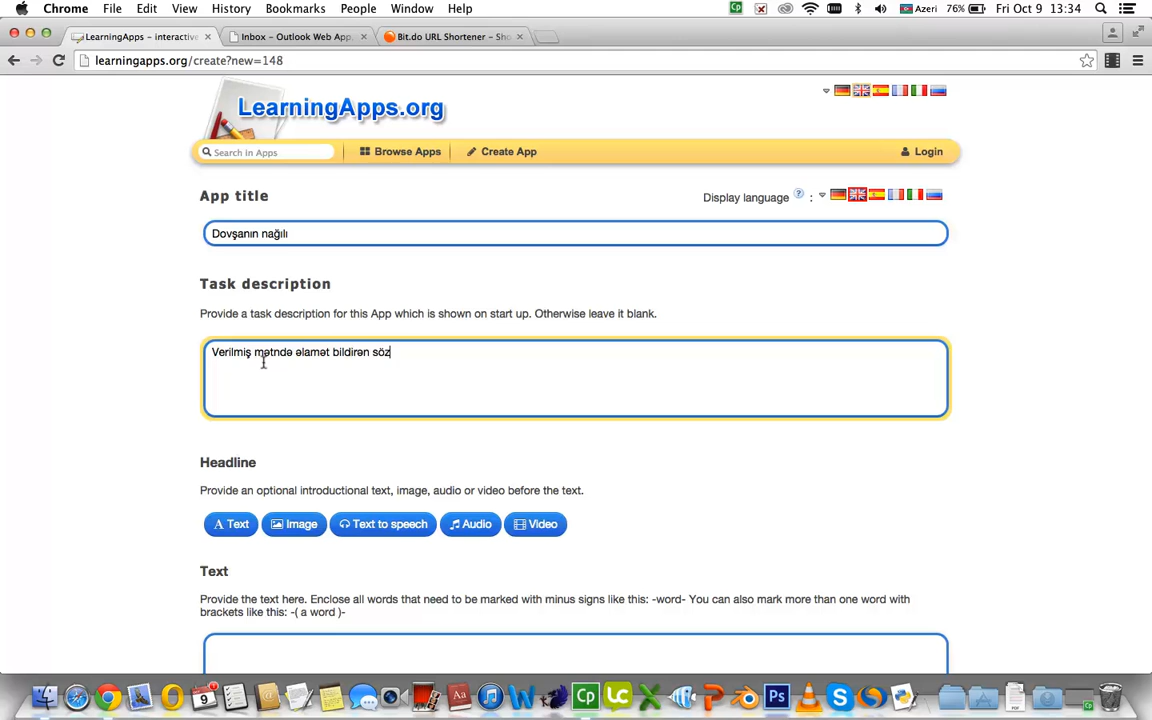 Chrome File Edit View History Bookmarks People Window Help Azeri 76% Fri Oct 9 13:34
LearningApps - interactive Inbox - Outlook Web App, Bit.do URL Shortener - Sho
learningapps.org/create?new=148
LearningApps.org
Search in Apps Browse Apps Create App Login
App title
Display language ? :
Dovşanın nağılı
Task description
Provide a task description for this App which is shown on start up. Otherwise leave it blank.
Verilmiş mətndə əlamət bildirən söz
Headline
Provide an optional introductional text, image, audio or video before the text.
A Text Image Text to speech Audio Video
Text
Provide the text here. Enclose all words that need to be marked with minus signs like this: -word- You can also mark more than one word with
brackets like this: -( a word )-